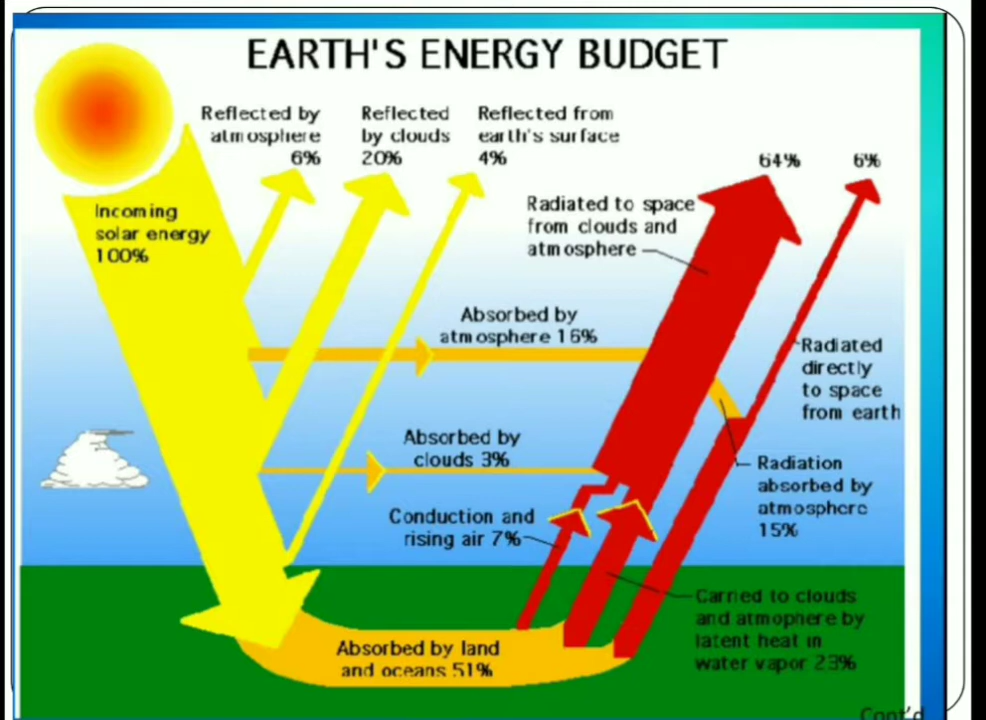 EARTH'S ENERGY BUDGET
Reflected by
atmosphere
6%
Reflected
by clouds
20%
Reflected from
earth's surface
4%
64%
6%
Incoming
solar energy
100%
Radiated to space
from clouds and
atmosphere
Absorbed by
atmosphere 16%
Radiated
directly
to space
from earth
Absorbed by
clouds 3%
Radiation
absorbed by
atmosphere
15%
Conduction and
rising air 7%
Carried to clouds
and atmophere by
latent heat in
water vapor 23%
Absorbed by land
and oceans 51%
Cont'd